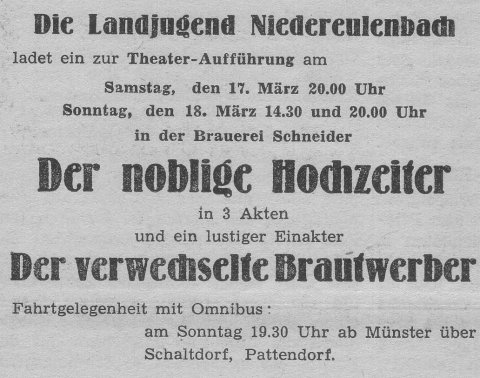 Die Landjugend Niedereulenbach
ladet ein zur Theater-Aufführung am
Samstag, den 17. März 20.00 Uhr
Sonntag, den 18. März 14.30 und 20.00 Uhr
in der Brauerei Schneider
Der noblige Hochzeiter
in 3 Akten
und ein lustiger Einakter
Der verwechselte Brautwerber
Fahrtgelegenheit mit Omnibus:
am Sonntag 19.30 Uhr ab Münster über
Schaltdorf, Pattendorf.